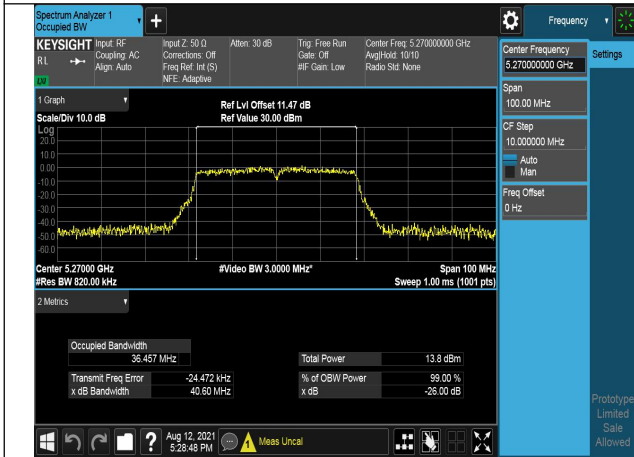 Spectrum Analyzer 1
Occupied BW
Frequency
KEYSIGHT
RL
LXI
Input: RF
Coupling: AC
Align: Auto
Input Z: 50 Ω
Corrections: Off
Freq Ref: Int (S)
NFE: Adaptive
Atten: 30 dB
Trig: Free Run
Gate: Off
#IF Gain: Low
Center Freq: 5.270000000 GHz
Avg|Hold: 10/10
Radio Std: None
Center Frequency
5.270000000 GHz
Settings
Span
100.00 MHz
CF Step
10.000000 MHz
Auto
Man
Freq Offset
0 Hz
1 Graph
Scale/Div 10.0 dB
Ref Lvl Offset 11.47 dB
Ref Value 30.00 dBm
Log
20.0
10.0
0.00
-10.0
-20.0
-30.0
-40.0
-50.0
-60.0
Center 5.27000 GHz
#Video BW 3.0000 MHz*
Span 100 MHz
#Res BW 820.00 kHz
Sweep 1.00 ms (1001 pts)
2 Metrics
Occupied Bandwidth
36.457 MHz
Total Power 13.8 dBm
Transmit Freq Error -24.472 kHz
% of OBW Power 99.00 %
x dB Bandwidth 40.60 MHz
x dB -26.00 dB
Prototype
Limited
Sale
Allowed
Aug 12, 2021
5:28:48 PM
Meas Uncal